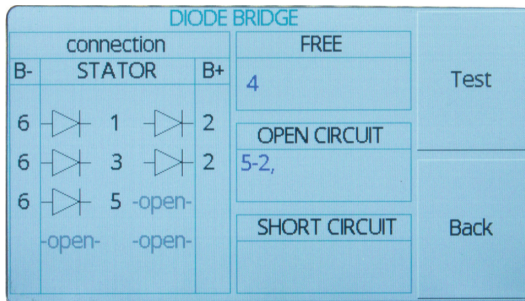 DIODE BRIDGE
connection
B- STATOR B+
6 1 2
6 3 2
6 5 -open-
-open- -open-
FREE
4
OPEN CIRCUIT
5-2,
SHORT CIRCUIT
Test
Back